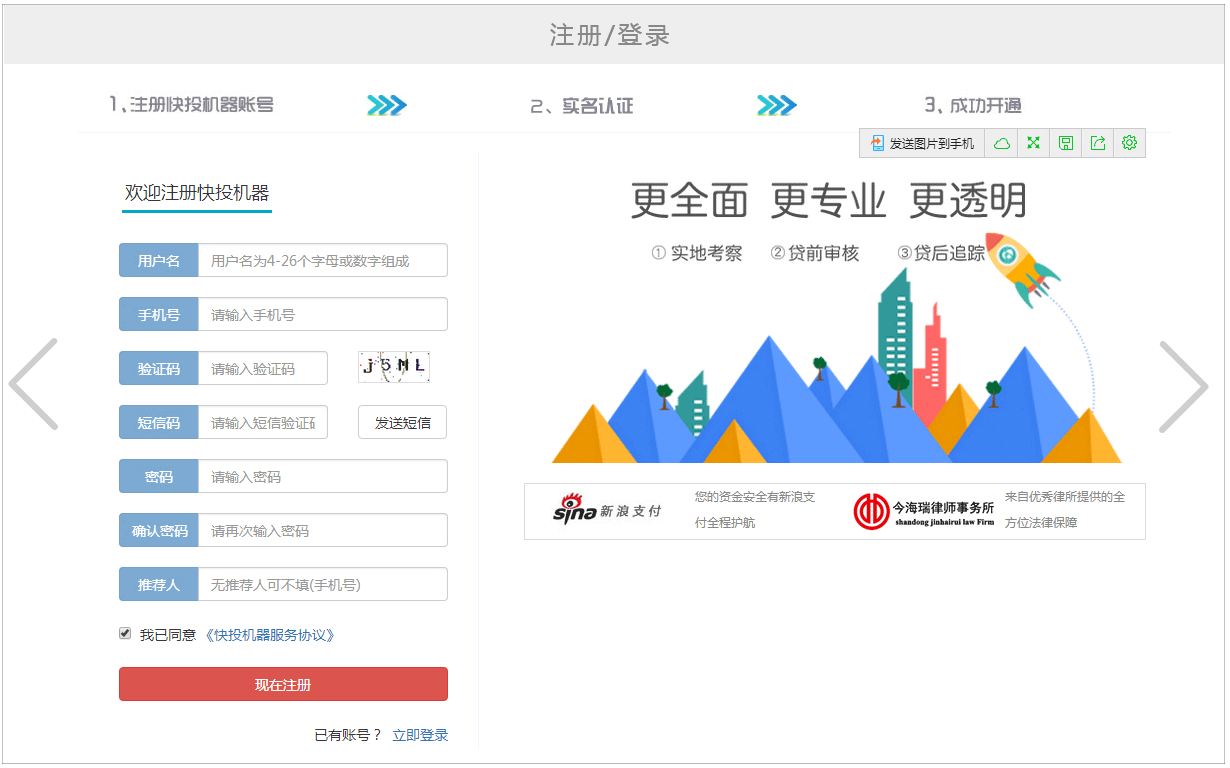 注册/登录
1、注册快投机器账号
2、实名认证
3、成功开通
发送图片到手机
欢迎注册快投机器
更全面 更专业 更透明
① 实地考察 ② 贷前审核 ③ 贷后追踪
用户名 用户名为4-26个字母或数字组成
手机号 请输入手机号
验证码 请输入验证码 J5ML
短信码 请输入短信验证码 发送短信
密码 请输入密码
确认密码 请再次输入密码
推荐人 无推荐人可不填(手机号)
我已同意 《快投机器服务协议》
现在注册
已有账号？ 立即登录
sina 新浪支付
您的资金安全有新浪支
付全程护航
今海瑞律师事务所
shandong jinhairui law Firm
来自优秀律所提供的全
方位法律保障